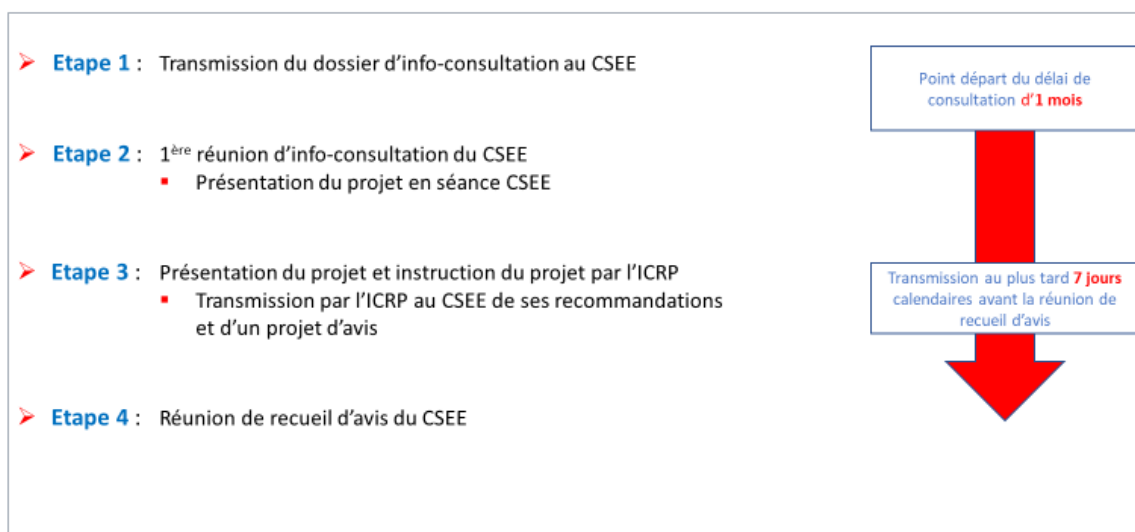 Etape 1 : Transmission du dossier d’info-consultation au CSEE
Point départ du délai de
consultation d’1 mois
Etape 2 : 1ère réunion d’info-consultation du CSEE
Présentation du projet en séance CSEE
Etape 3 : Présentation du projet et instruction du projet par l’ICRP
Transmission par l’ICRP au CSEE de ses recommandations
et d’un projet d’avis
Transmission au plus tard 7 jours
calendaires avant la réunion de
recueil d’avis
Etape 4 : Réunion de recueil d’avis du CSEE